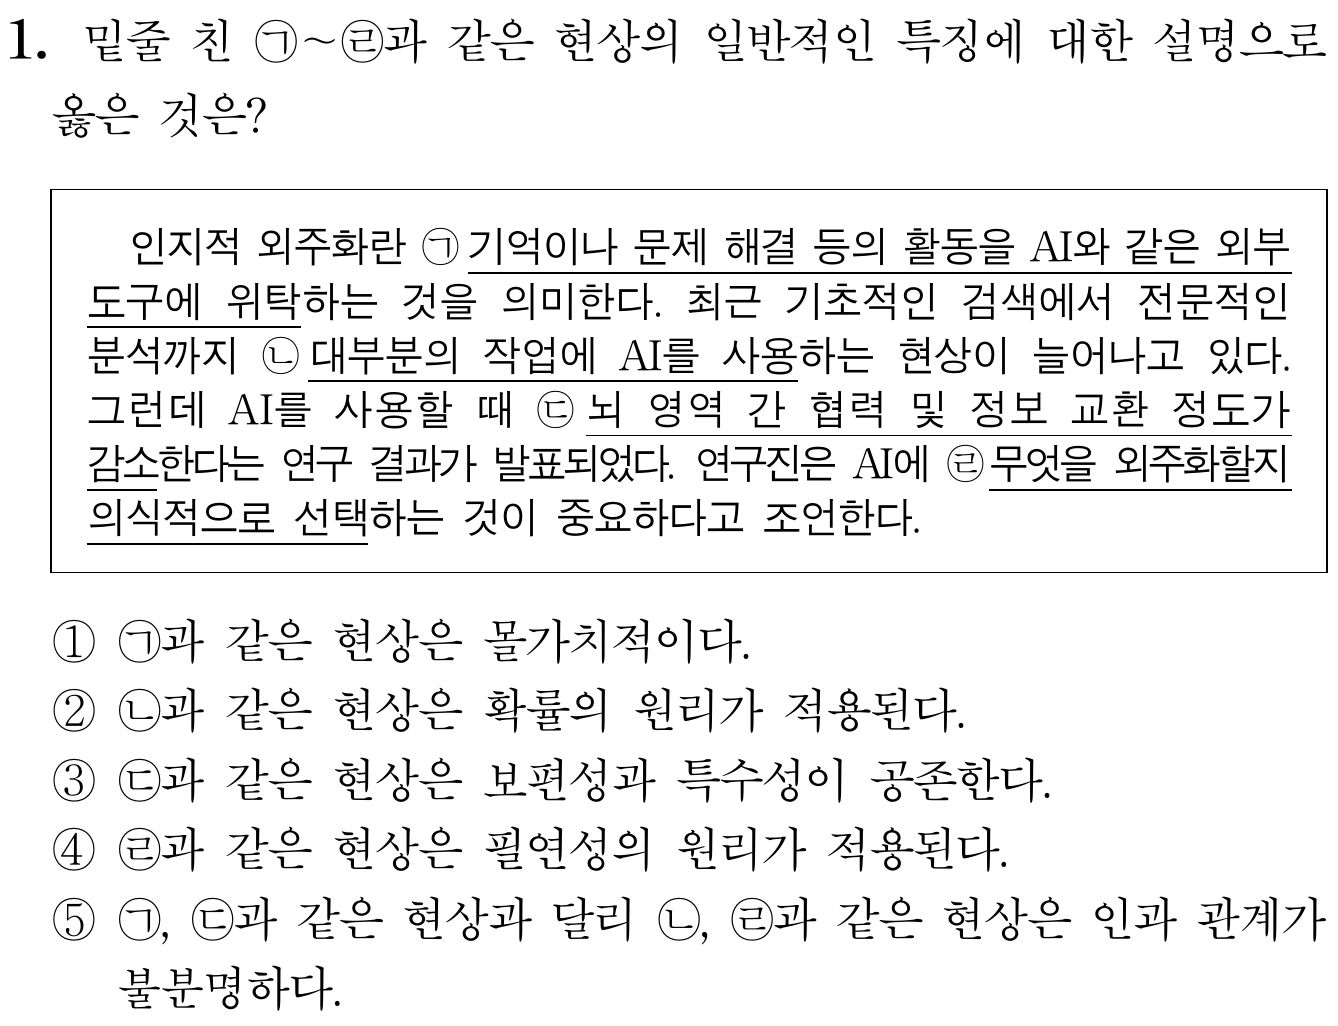 1. 밑줄 친 ㉠~㉣과 같은 현상의 일반적인 특징에 대한 설명으로
옳은 것은?
인지적 외주화란 ㉠기억이나 문제 해결 등의 활동을 AI와 같은 외부
도구에 위탁하는 것을 의미한다. 최근 기초적인 검색에서 전문적인
분석까지 ㉡대부분의 작업에 AI를 사용하는 현상이 늘어나고 있다.
그런데 AI를 사용할 때 ㉢뇌 영역 간 협력 및 정보 교환 정도가
감소한다는 연구 결과가 발표되었다. 연구진은 AI에 ㉣무엇을 외주화할지
의식적으로 선택하는 것이 중요하다고 조언한다.
① ㉠과 같은 현상은 몰가치적이다.
② ㉡과 같은 현상은 확률의 원리가 적용된다.
③ ㉢과 같은 현상은 보편성과 특수성이 공존한다.
④ ㉣과 같은 현상은 필연성의 원리가 적용된다.
⑤ ㉠, ㉢과 같은 현상과 달리 ㉡, ㉣과 같은 현상은 인과 관계가
불분명하다.